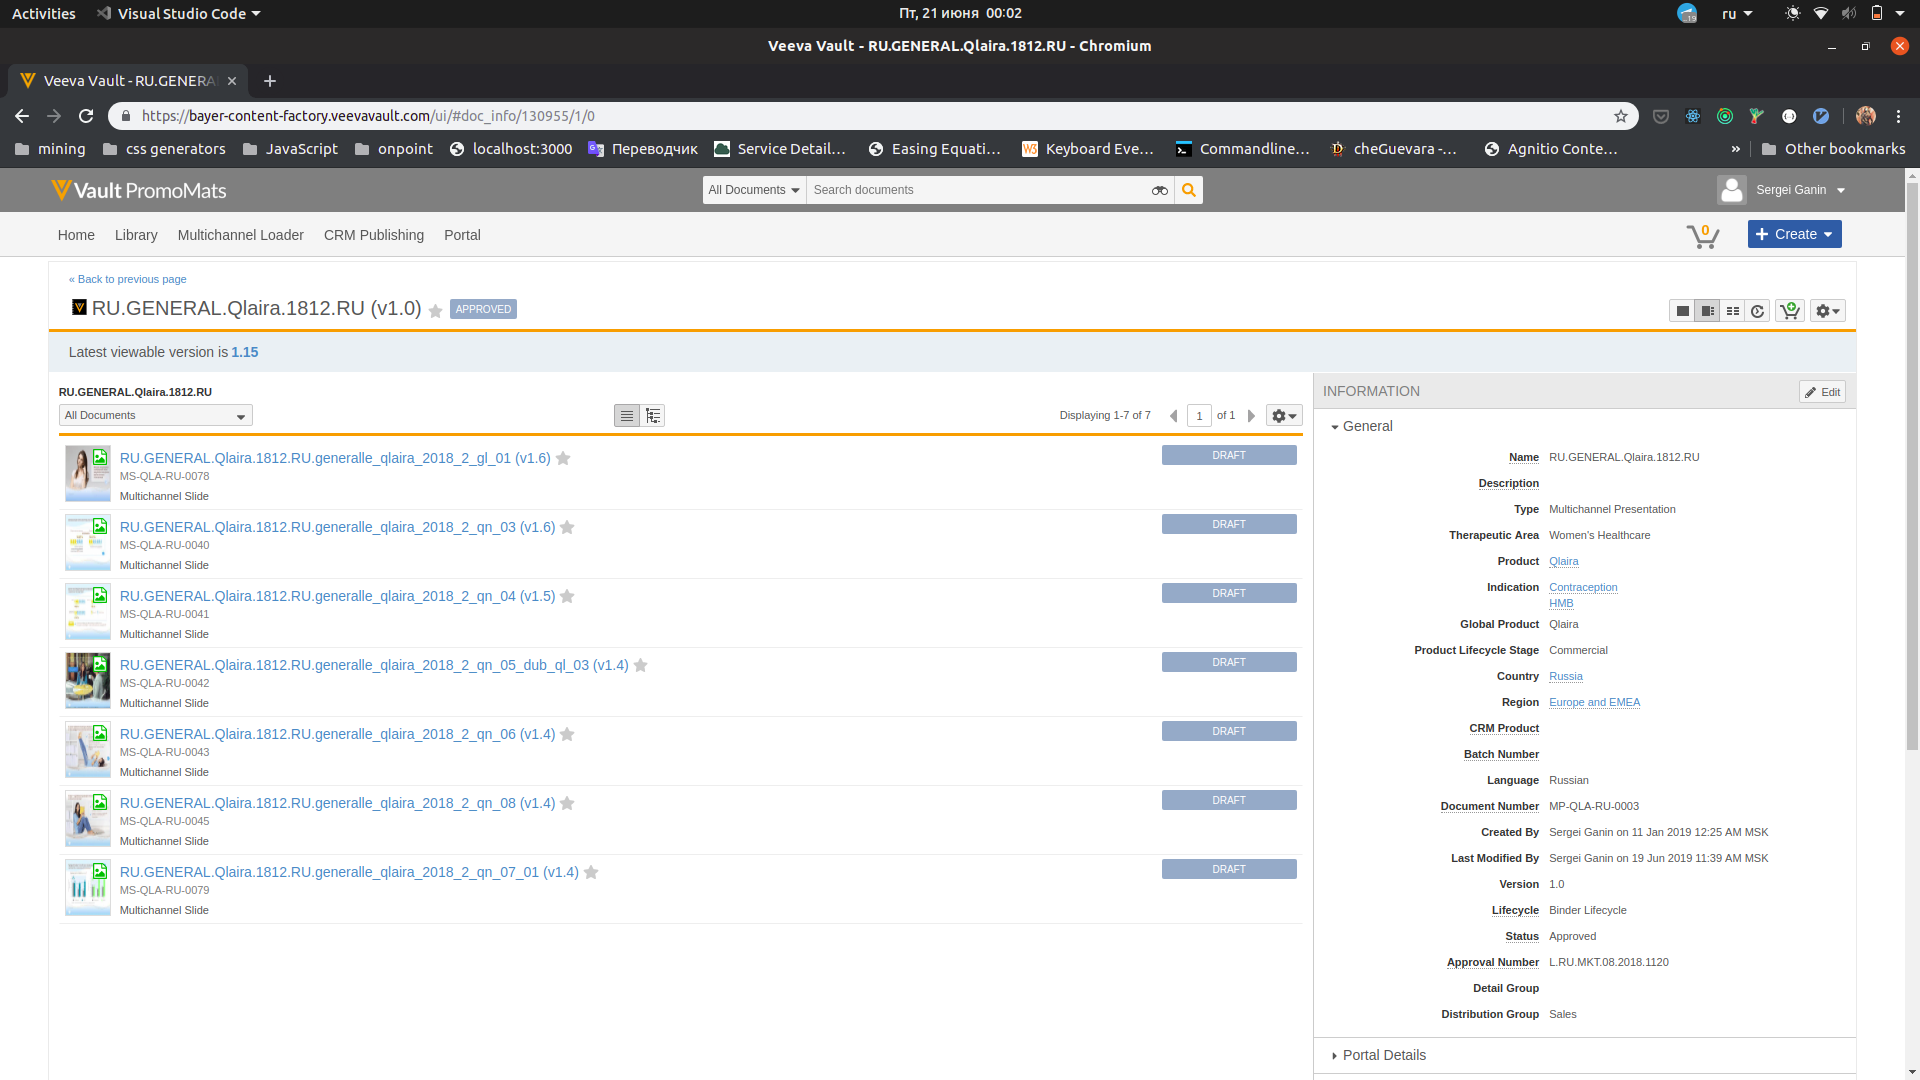 Activities Visual Studio Code Пт, 21 июня 00:02 19 ru
Veeva Vault - RU.GENERAL.Qlaira.1812.RU - Chromium
Veeva Vault - RU.GENERA
https://bayer-content-factory.veevavault.com/ui/#doc_info/130955/1/0
mining css generators JavaScript onpoint localhost:3000 Переводчик Service Detail… Easing Equati… Keyboard Eve… Commandline… cheGuevara -… Agnitio Conte… » Other bookmarks
Vault PromoMats All Documents Search documents Sergei Ganin
Home Library Multichannel Loader CRM Publishing Portal 0 Create
« Back to previous page
RU.GENERAL.Qlaira.1812.RU (v1.0) APPROVED
Latest viewable version is 1.15
RU.GENERAL.Qlaira.1812.RU
All Documents Displaying 1-7 of 7 1 of 1
RU.GENERAL.Qlaira.1812.RU.generalle_qlaira_2018_2_gl_01 (v1.6) DRAFT
MS-QLA-RU-0078
Multichannel Slide
RU.GENERAL.Qlaira.1812.RU.generalle_qlaira_2018_2_qn_03 (v1.6) DRAFT
MS-QLA-RU-0040
Multichannel Slide
RU.GENERAL.Qlaira.1812.RU.generalle_qlaira_2018_2_qn_04 (v1.5) DRAFT
MS-QLA-RU-0041
Multichannel Slide
RU.GENERAL.Qlaira.1812.RU.generalle_qlaira_2018_2_qn_05_dub_ql_03 (v1.4) DRAFT
MS-QLA-RU-0042
Multichannel Slide
RU.GENERAL.Qlaira.1812.RU.generalle_qlaira_2018_2_qn_06 (v1.4) DRAFT
MS-QLA-RU-0043
Multichannel Slide
RU.GENERAL.Qlaira.1812.RU.generalle_qlaira_2018_2_qn_08 (v1.4) DRAFT
MS-QLA-RU-0045
Multichannel Slide
RU.GENERAL.Qlaira.1812.RU.generalle_qlaira_2018_2_qn_07_01 (v1.4) DRAFT
MS-QLA-RU-0079
Multichannel Slide
INFORMATION Edit
General
Name RU.GENERAL.Qlaira.1812.RU
Description
Type Multichannel Presentation
Therapeutic Area Women's Healthcare
Product Qlaira
Indication Contraception
HMB
Global Product Qlaira
Product Lifecycle Stage Commercial
Country Russia
Region Europe and EMEA
CRM Product
Batch Number
Language Russian
Document Number MP-QLA-RU-0003
Created By Sergei Ganin on 11 Jan 2019 12:25 AM MSK
Last Modified By Sergei Ganin on 19 Jun 2019 11:39 AM MSK
Version 1.0
Lifecycle Binder Lifecycle
Status Approved
Approval Number L.RU.MKT.08.2018.1120
Detail Group
Distribution Group Sales
Portal Details